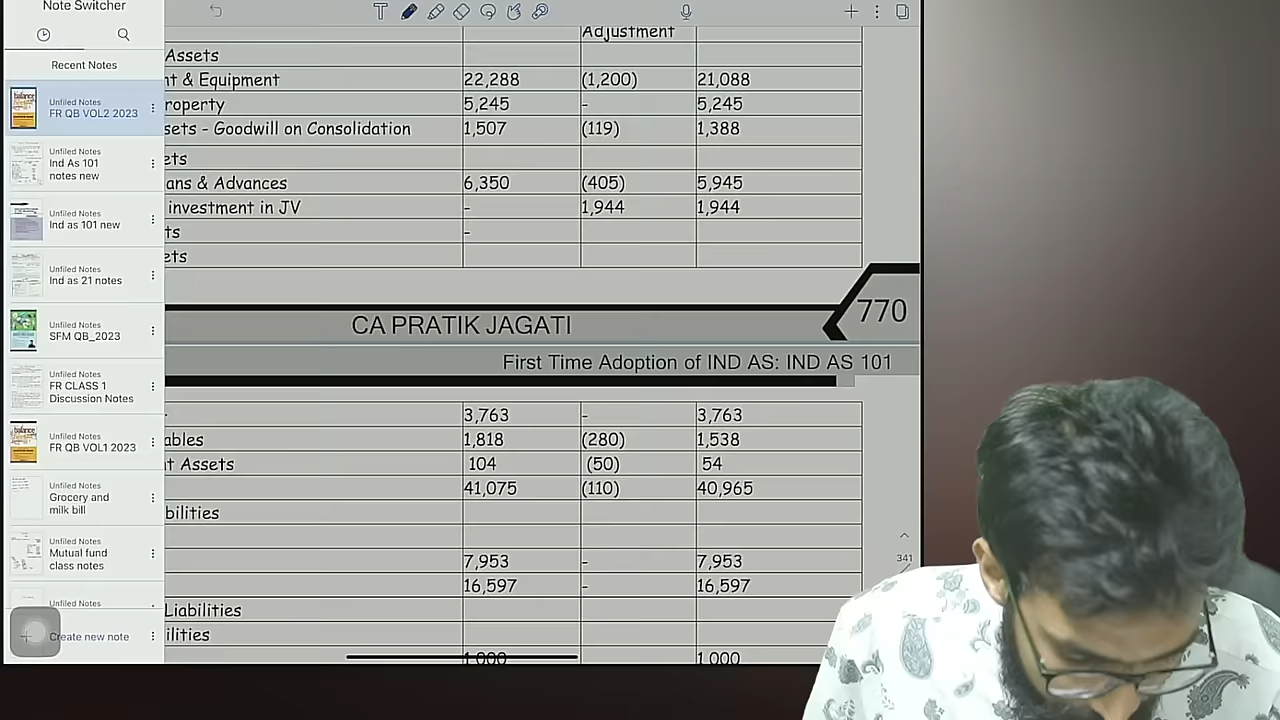 Note Switcher
Recent Notes
Unfiled Notes
FR QB VOL2 2023
Unfiled Notes
Ind As 101
notes new
Unfiled Notes
Ind as 101 new
Unfiled Notes
Ind as 21 notes
Unfiled Notes
SFM QB_2023
Unfiled Notes
FR CLASS 1
Discussion Notes
Unfiled Notes
FR QB VOL1 2023
Unfiled Notes
Grocery and
milk bill
Unfiled Notes
Mutual fund
class notes
Unfiled Notes
Create new note
Adjustment
Assets
nt & Equipment 22,288 (1,200) 21,088
roperty 5,245 - 5,245
sets - Goodwill on Consolidation 1,507 (119) 1,388
ets
ans & Advances 6,350 (405) 5,945
investment in JV - 1,944 1,944
ts -
ets
770
CA PRATIK JAGATI
First Time Adoption of IND AS: IND AS 101
3,763 - 3,763
ables 1,818 (280) 1,538
t Assets 104 (50) 54
41,075 (110) 40,965
bilities
7,953 - 7,953
16,597 - 16,597
Liabilities
ilities
1,000 1,000
341